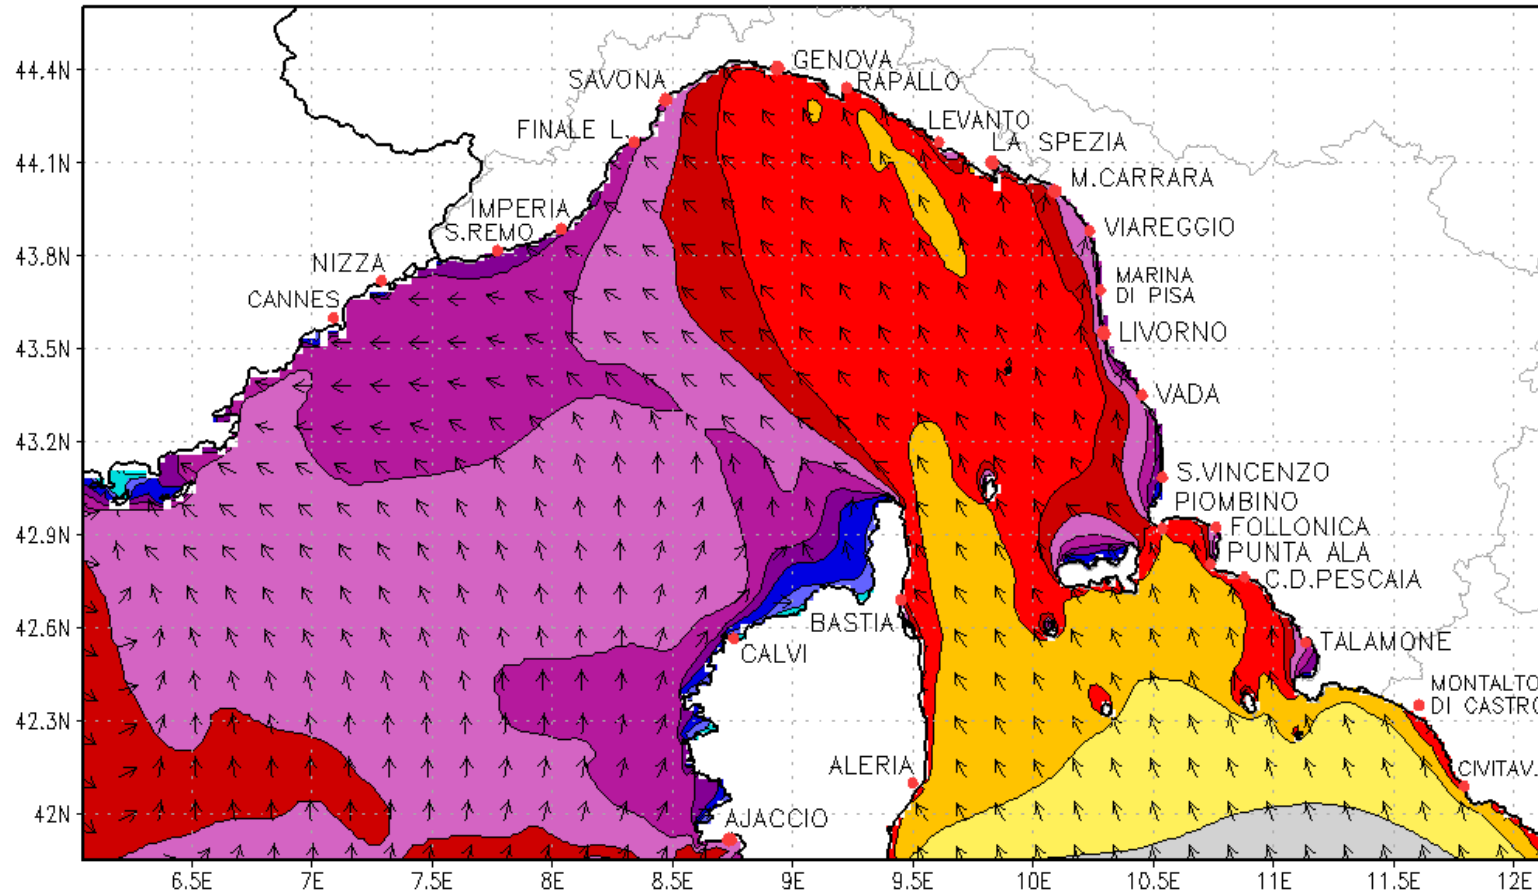 44.4N
44.1N
43.8N
43.5N
43.2N
42.9N
42.6N
42.3N
42N
GENOVA
SAVONA
RAPALLO
FINALE L.
LEVANTO
LA SPEZIA
M.CARRARA
IMPERIA
S.REMO
VIAREGGIO
NIZZA
MARINA
DI PISA
CANNES
LIVORNO
VADA
S.VINCENZO
PIOMBINO
FOLLONICA
PUNTA ALA
C.D.PESCAIA
BASTIA
CALVI
TALAMONE
MONTALTO
DI CASTRO
ALERIA
CIVITAV.
AJACCIO
6.5E 7E 7.5E 8E 8.5E 9E 9.5E 10E 10.5E 11E 11.5E 12E